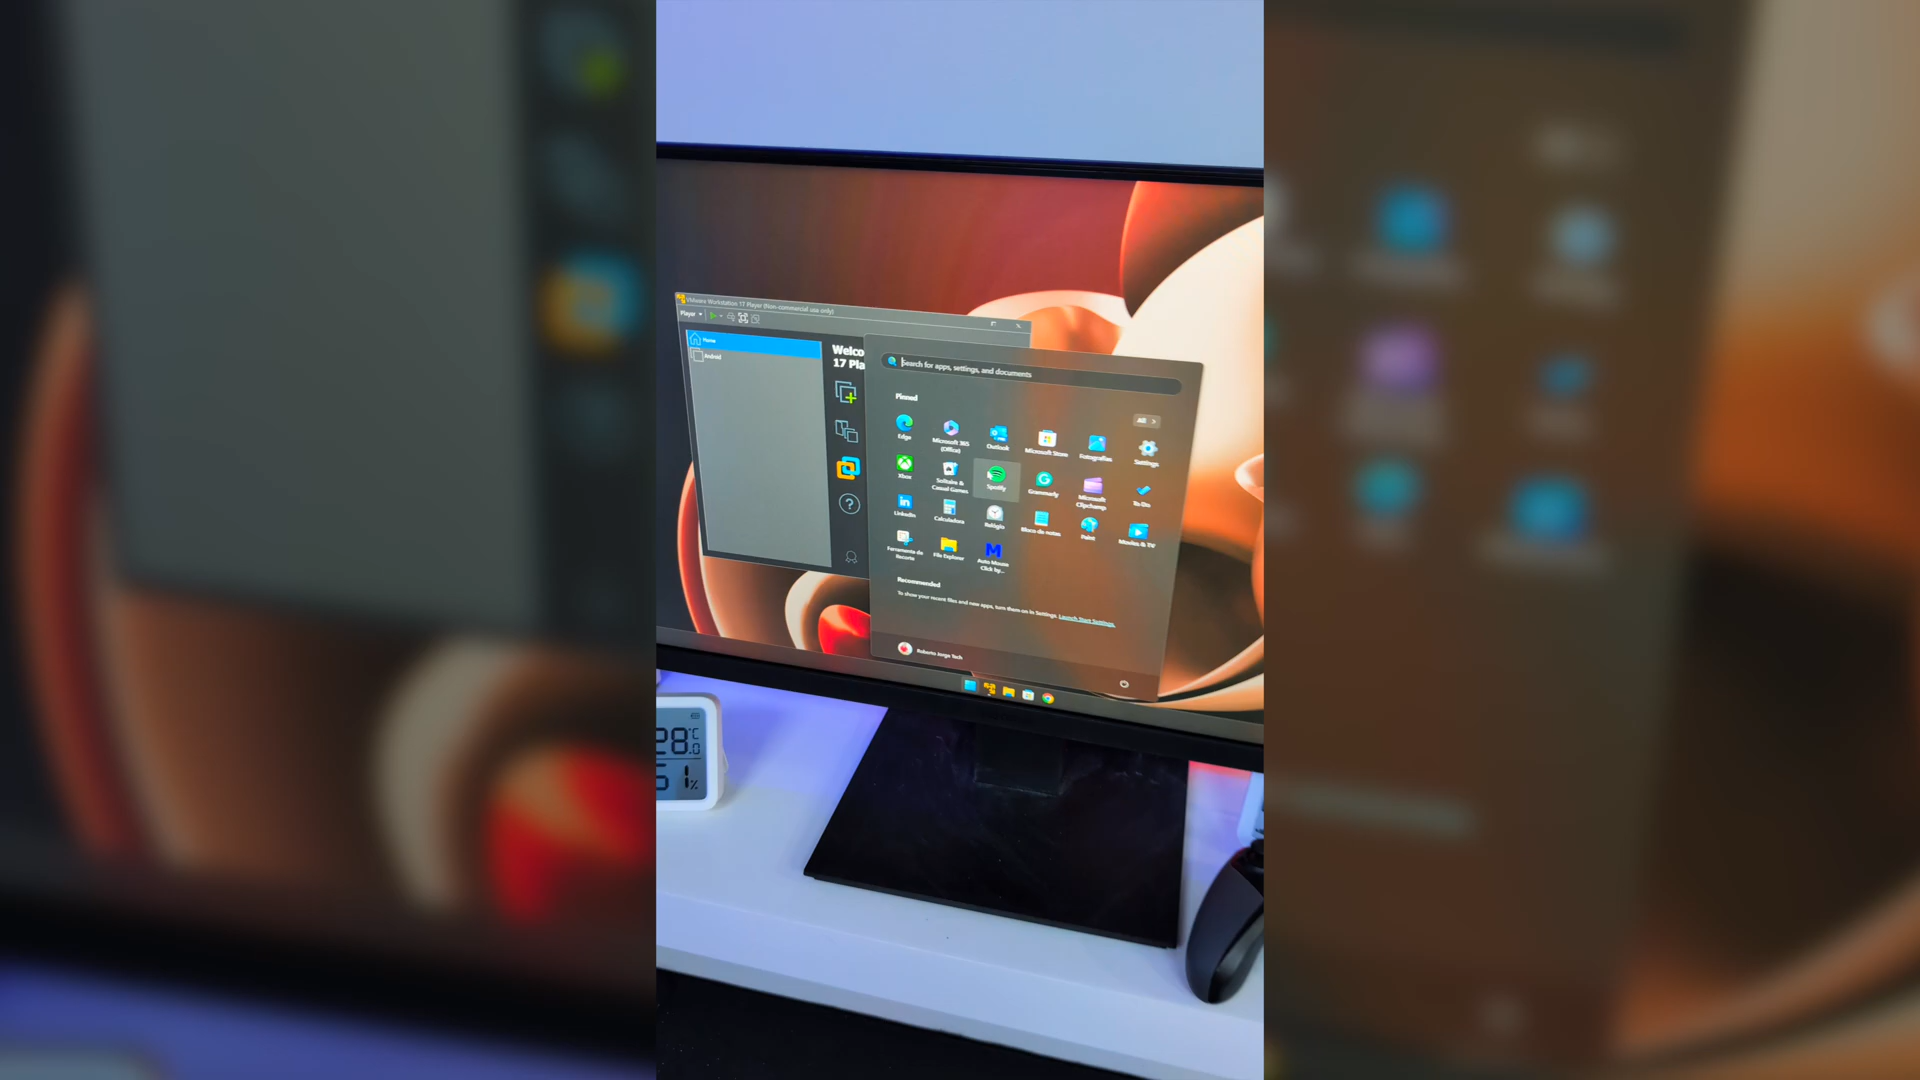 VMware Workstation 17 Player (Non-commercial use only)
Player
Home
Android
Welco
17 Pla
Search for apps, settings, and documents
Pinned
All
Edge
Microsoft 365
(Office)
Outlook
Microsoft Store
Fotografias
Settings
Xbox
Solitaire &
Casual Games
Spotify
Grammarly
Microsoft
Clipchamp
To Do
LinkedIn
Calculadora
Relógio
Bloco de notas
Paint
Movies & TV
Ferramenta de
Recorte
File Explorer
Auto Mouse
Click by...
Recommended
To show your recent files and new apps, turn them on in Settings. Launch Start Settings.
Roberto Jorge Tech
28.0 °C
51%